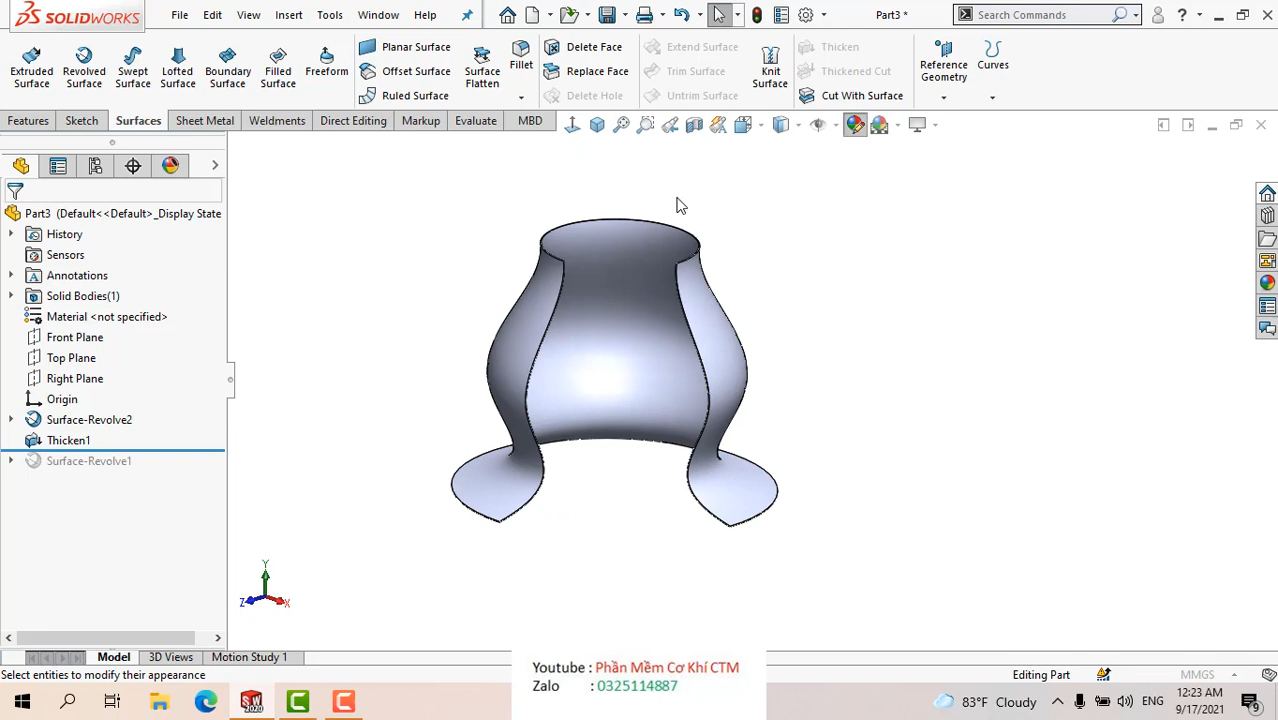 SOLIDWORKS
File
Edit
View
Insert
Tools
Window
Help
Part3 *
Search Commands
Extruded Surface
Revolved Surface
Swept Surface
Lofted Surface
Boundary Surface
Filled Surface
Freeform
Planar Surface
Offset Surface
Ruled Surface
Surface Flatten
Fillet
Delete Face
Replace Face
Delete Hole
Extend Surface
Trim Surface
Untrim Surface
Knit Surface
Thicken
Thickened Cut
Cut With Surface
Reference Geometry
Curves
Features
Sketch
Surfaces
Sheet Metal
Weldments
Direct Editing
Markup
Evaluate
MBD
Part3 (Default<<Default>_Display State
History
Sensors
Annotations
Solid Bodies(1)
Material <not specified>
Front Plane
Top Plane
Right Plane
Origin
Surface-Revolve2
Thicken1
Surface-Revolve1
Y
Z
X
Model
3D Views
Motion Study 1
Select entities to modify their appearance
Editing Part
MMGS
Youtube : Phần Mềm Cơ Khí CTM
Zalo : 0325114887
SW
2020
83°F Cloudy
ENG
12:23 AM
9/17/2021
9